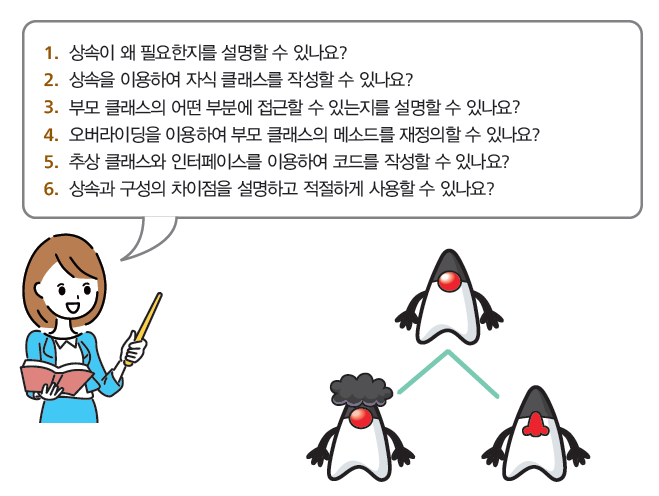 1. 상속이 왜 필요한지를 설명할 수 있나요?
2. 상속을 이용하여 자식 클래스를 작성할 수 있나요?
3. 부모 클래스의 어떤 부분에 접근할 수 있는지를 설명할 수 있나요?
4. 오버라이딩을 이용하여 부모 클래스의 메소드를 재정의할 수 있나요?
5. 추상 클래스와 인터페이스를 이용하여 코드를 작성할 수 있나요?
6. 상속과 구성의 차이점을 설명하고 적절하게 사용할 수 있나요?